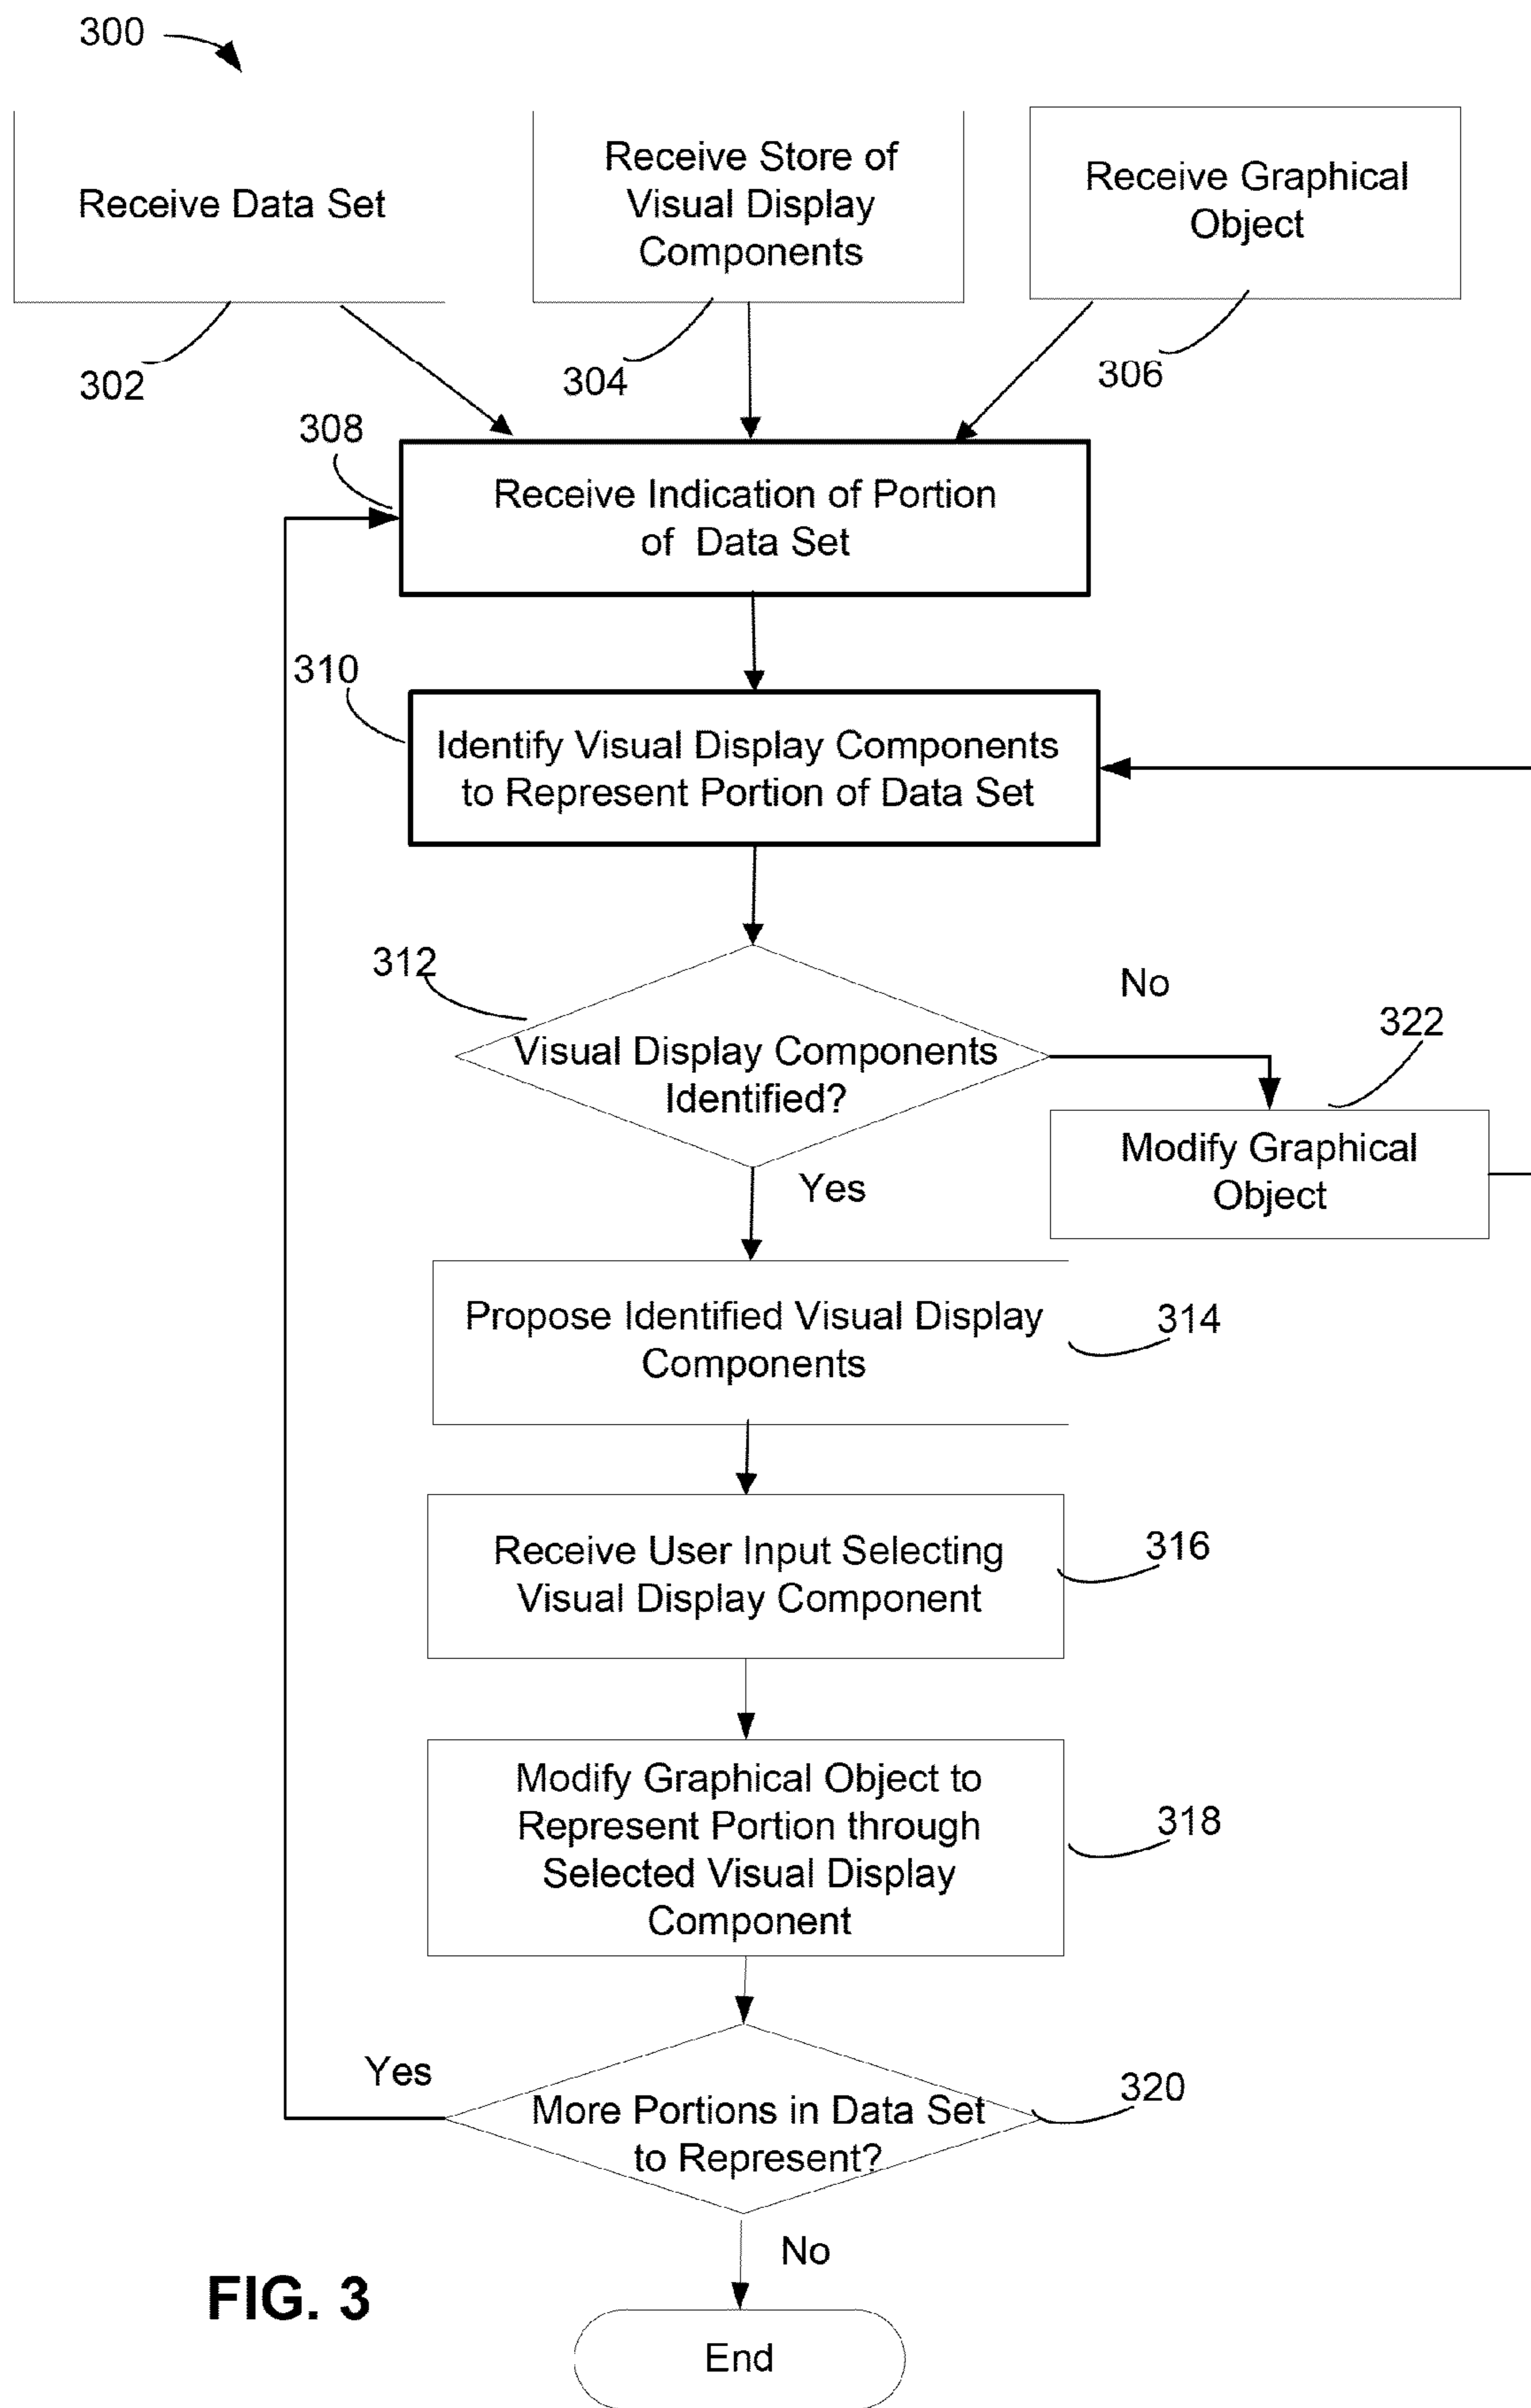 300
Receive Data Set
302
Receive Store of
Visual Display
Components
304
Receive Graphical
Object
306
308
Receive Indication of Portion
of Data Set
310
Identify Visual Display Components
to Represent Portion of Data Set
312
Visual Display Components
Identified?
No
322
Modify Graphical
Object
Yes
Propose Identified Visual Display
Components
314
Receive User Input Selecting
Visual Display Component
316
Modify Graphical Object to
Represent Portion through
Selected Visual Display
Component
318
Yes
More Portions in Data Set
to Represent?
320
No
End
FIG. 3